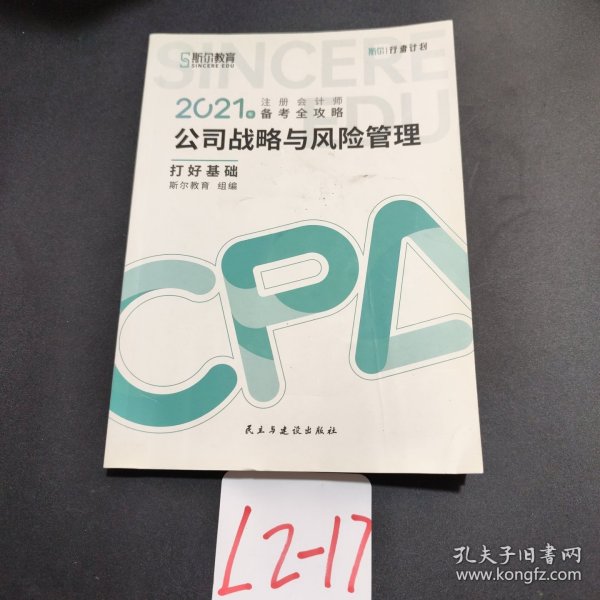 SINCERE
EDU
斯尔教育
SINCERE EDU
斯尔|行者计划
2021年
注册会计师
备考全攻略
公司战略与风险管理
打好基础
斯尔教育 组编
CPA
民主与建设出版社
L2-17
孔夫子旧书网
www.kongfz.com